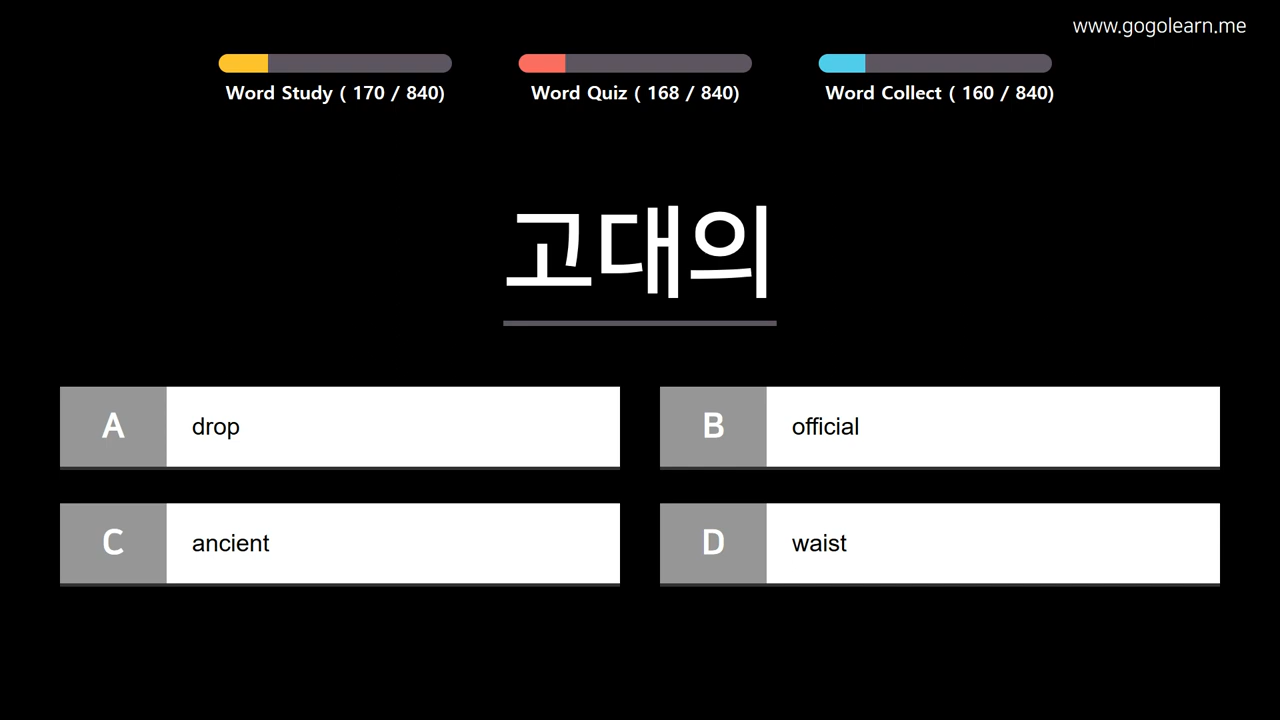 www.gogolearn.me
Word Study ( 170 / 840)
Word Quiz ( 168 / 840)
Word Collect ( 160 / 840)
고대의
A drop
B official
C ancient
D waist